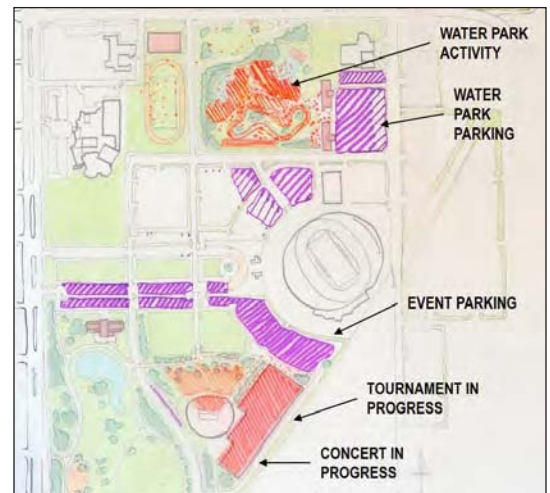 WATER PARK
ACTIVITY
WATER
PARK
PARKING
EVENT PARKING
TOURNAMENT IN
PROGRESS
CONCERT IN
PROGRESS